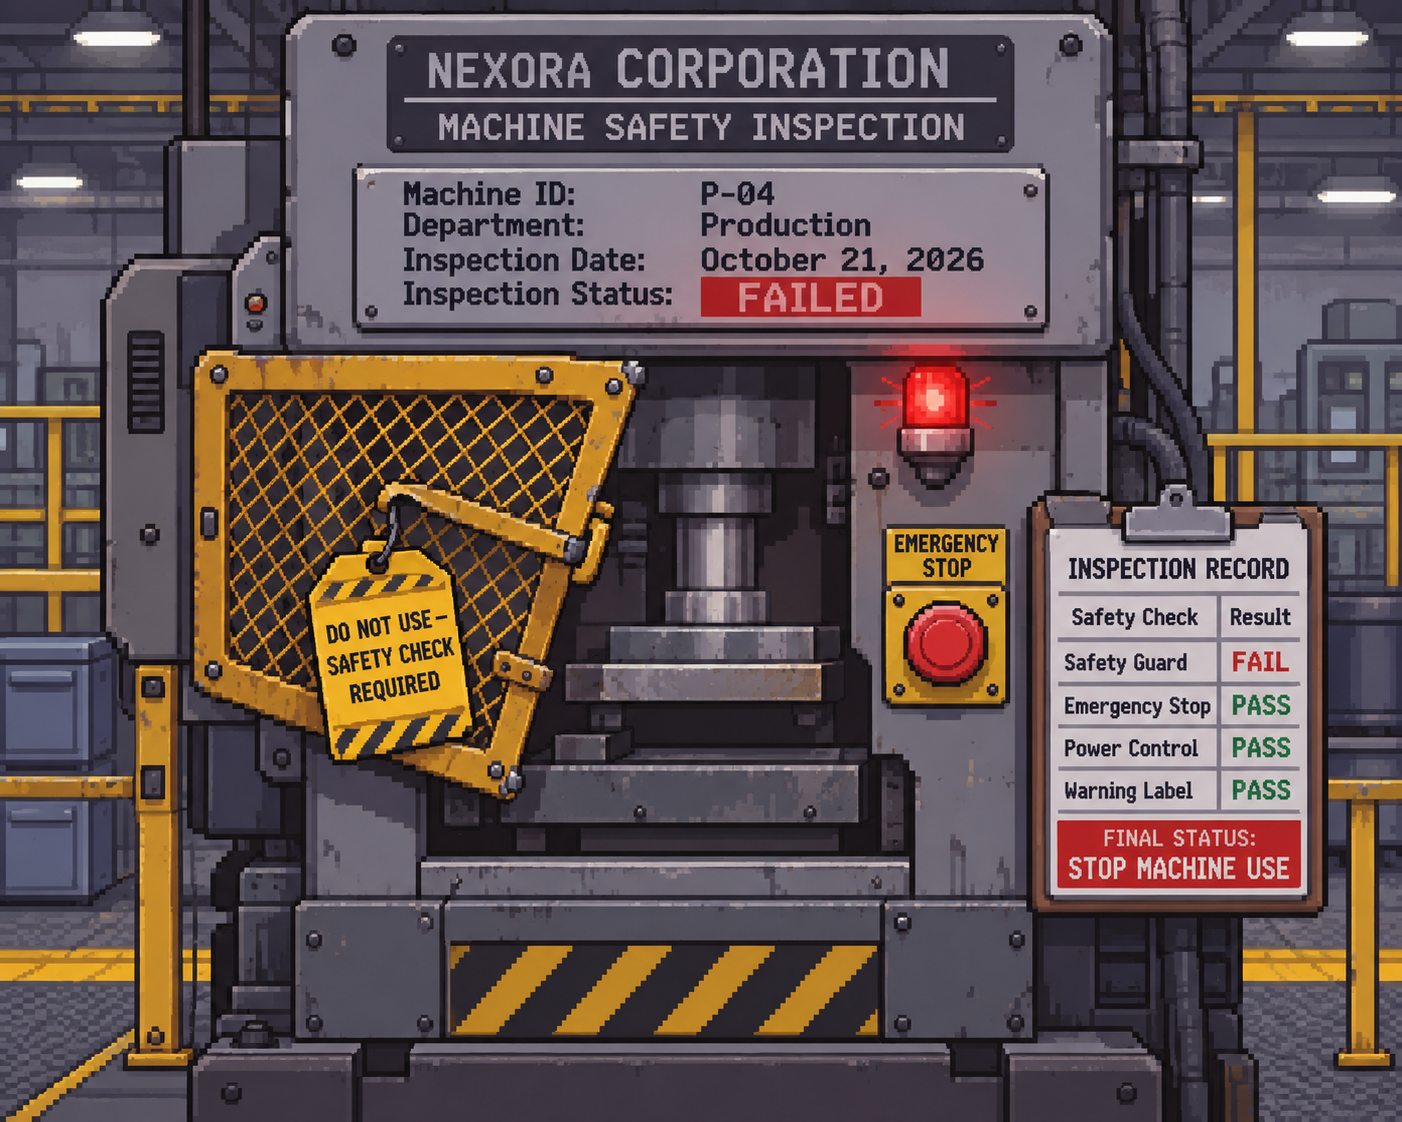 NEXORA CORPORATION
MACHINE SAFETY INSPECTION
Machine ID: P-04
Department: Production
Inspection Date: October 21, 2026
Inspection Status: FAILED
EMERGENCY
STOP
DO NOT USE –
SAFETY CHECK
REQUIRED
INSPECTION RECORD
Safety Check Result
Safety Guard FAIL
Emergency Stop PASS
Power Control PASS
Warning Label PASS
FINAL STATUS:
STOP MACHINE USE